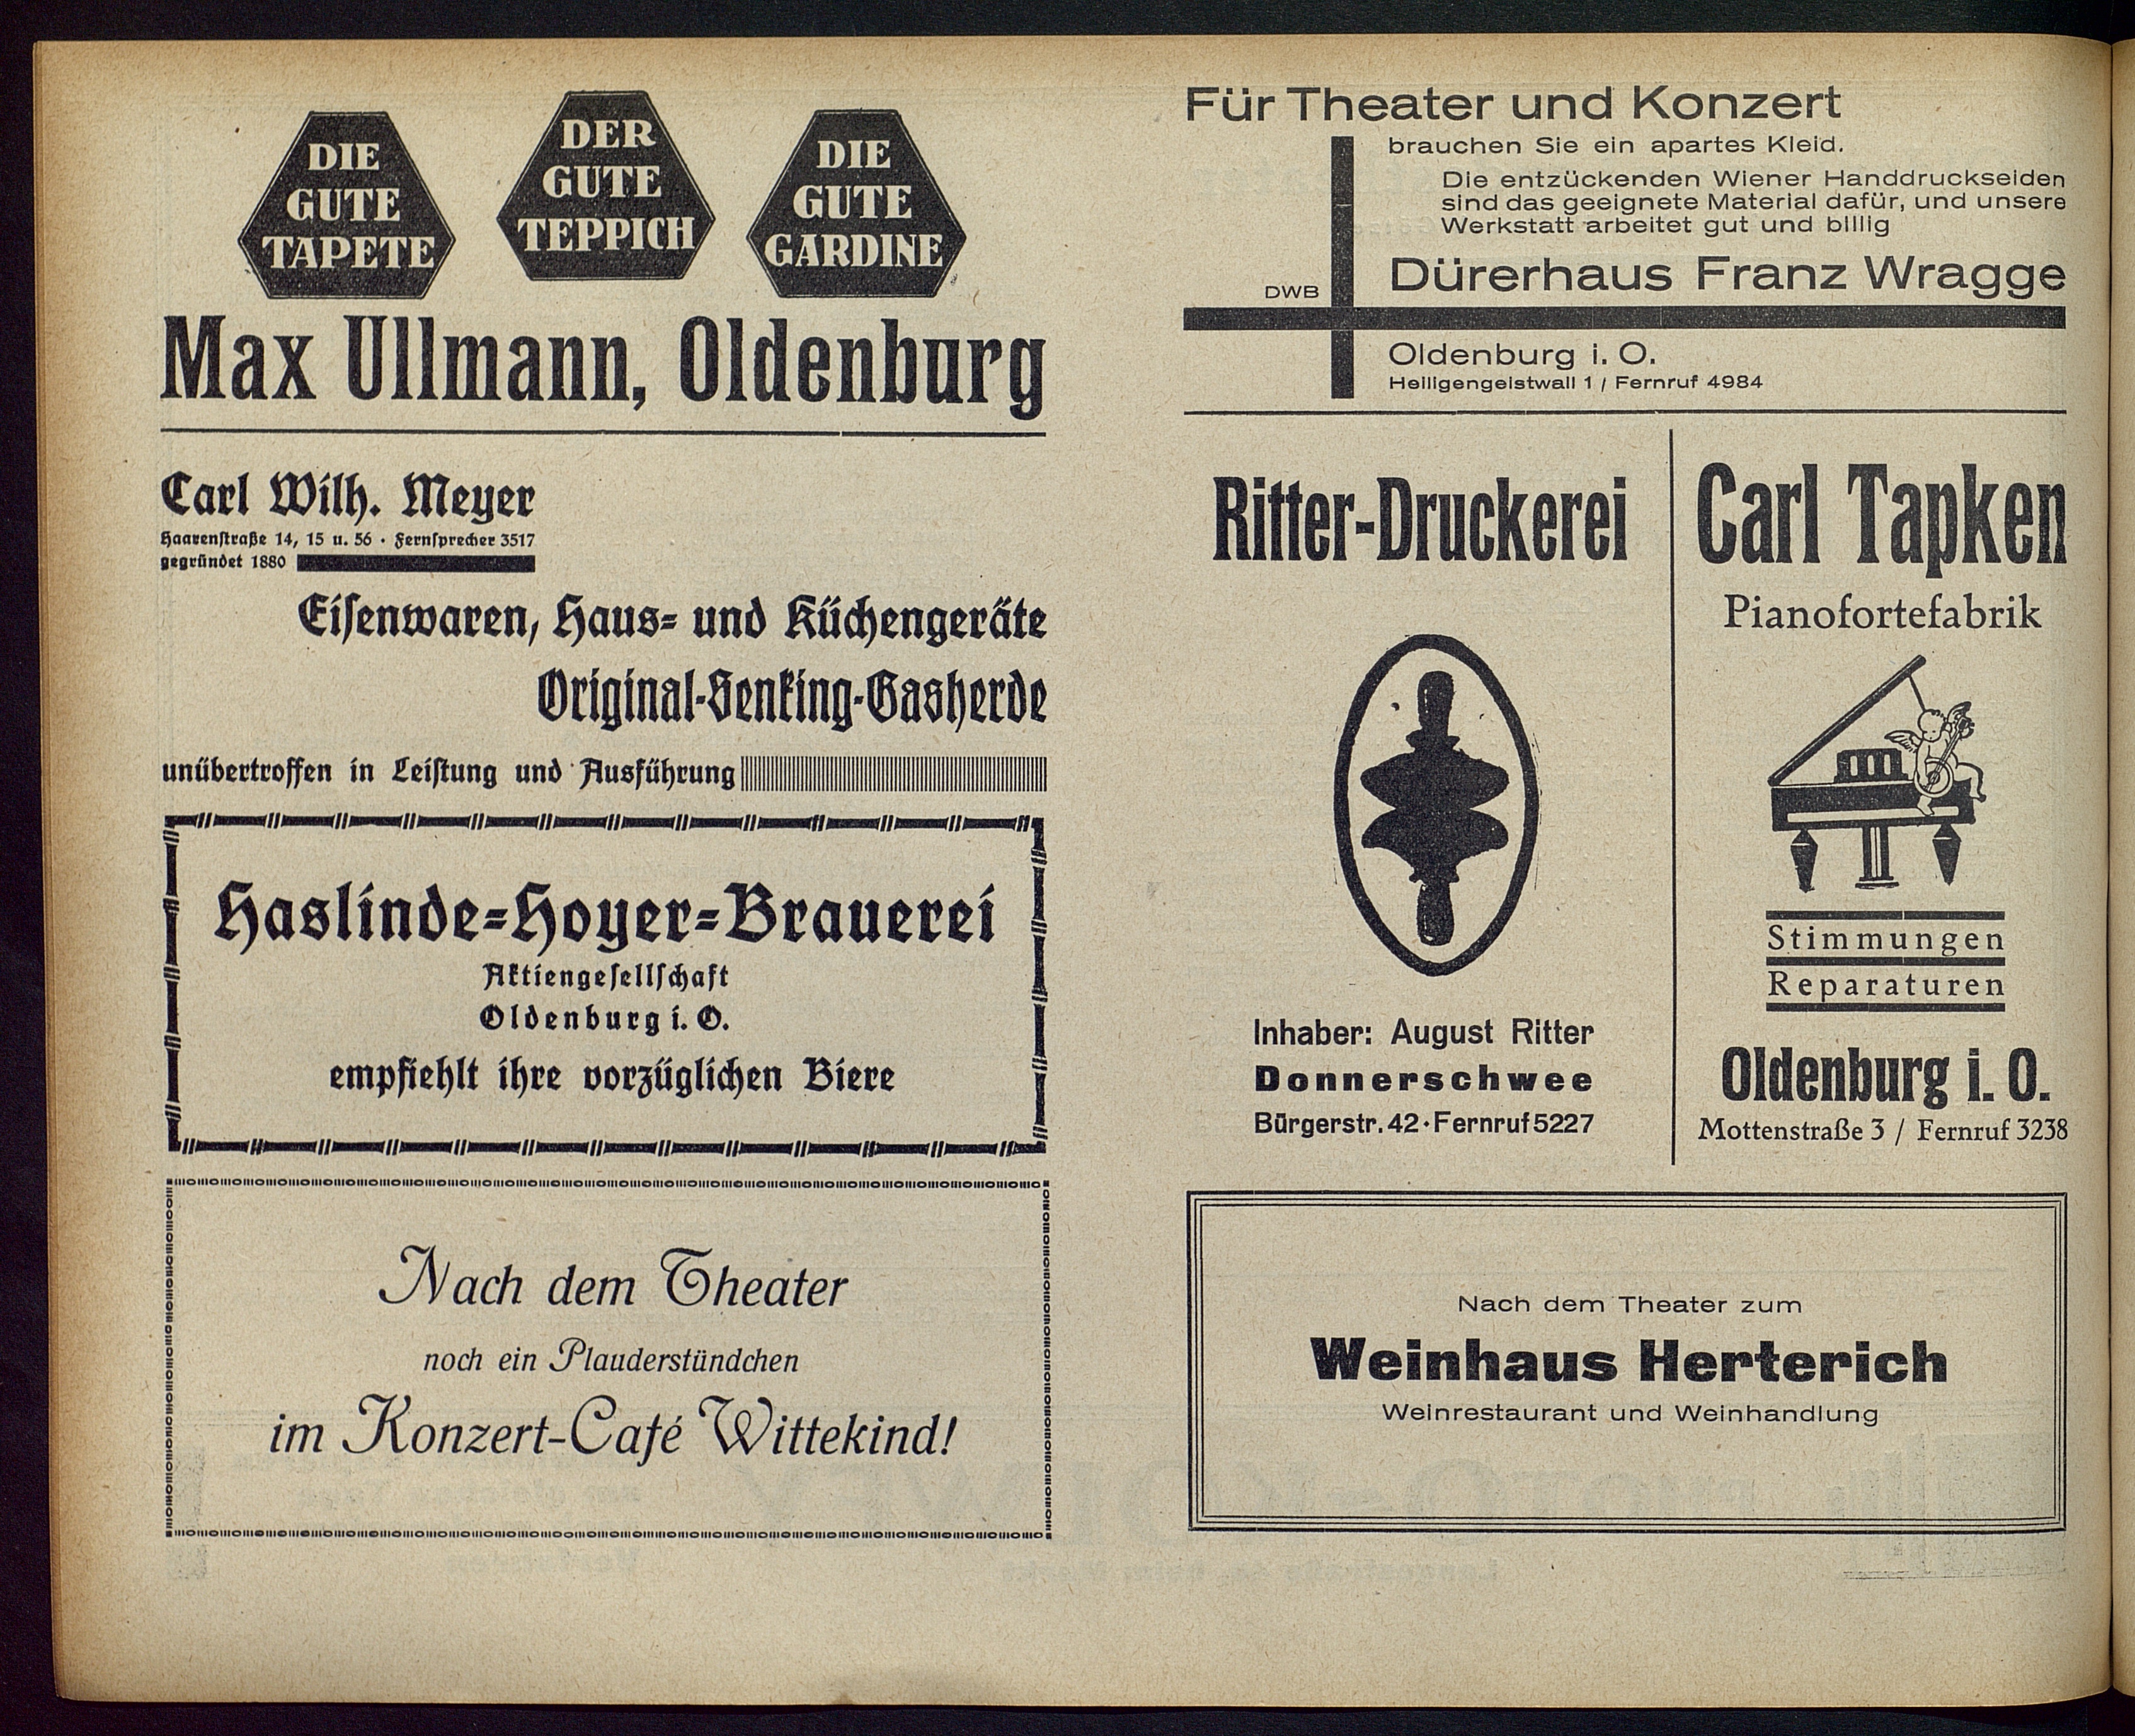 DIE
GUTE
TAPETE
DER
GUTE
TEPPICH
DIE
GUTE
GARDINE
Max Ullmann, Oldenburg
Carl Wilh. Meyer
Haarenſtraße 14, 15 u. 56 · Fernſprecher 3517
gegründet 1880
Eiſenwaren, Haus- und Küchengeräte
Original-Senking-Gasherde
unübertroffen in Leiſtung und Ausführung
Haslinde-Hoyer-Brauerei
Aktiengeſellſchaft
Oldenburg i. O.
empfiehlt ihre vorzüglichen Biere
Nach dem Theater
noch ein Plauderstündchen
im Konzert-Café Wittekind!
Für Theater und Konzert
brauchen Sie ein apartes Kleid.
Die entzückenden Wiener Handdruckseiden
sind das geeignete Material dafür, und unsere
Werkstatt arbeitet gut und billig
Dürerhaus Franz Wragge
DWB
Oldenburg i. O.
Heiligengeistwall 1 / Fernruf 4984
Ritter-Druckerei
Inhaber: August Ritter
Donnerschwee
Bürgerstr. 42 · Fernruf 5227
Carl Tapken
Pianofortefabrik
Stimmungen
Reparaturen
Oldenburg i. O.
Mottenstraße 3 / Fernruf 3238
Nach dem Theater zum
Weinhaus Herterich
Weinrestaurant und Weinhandlung